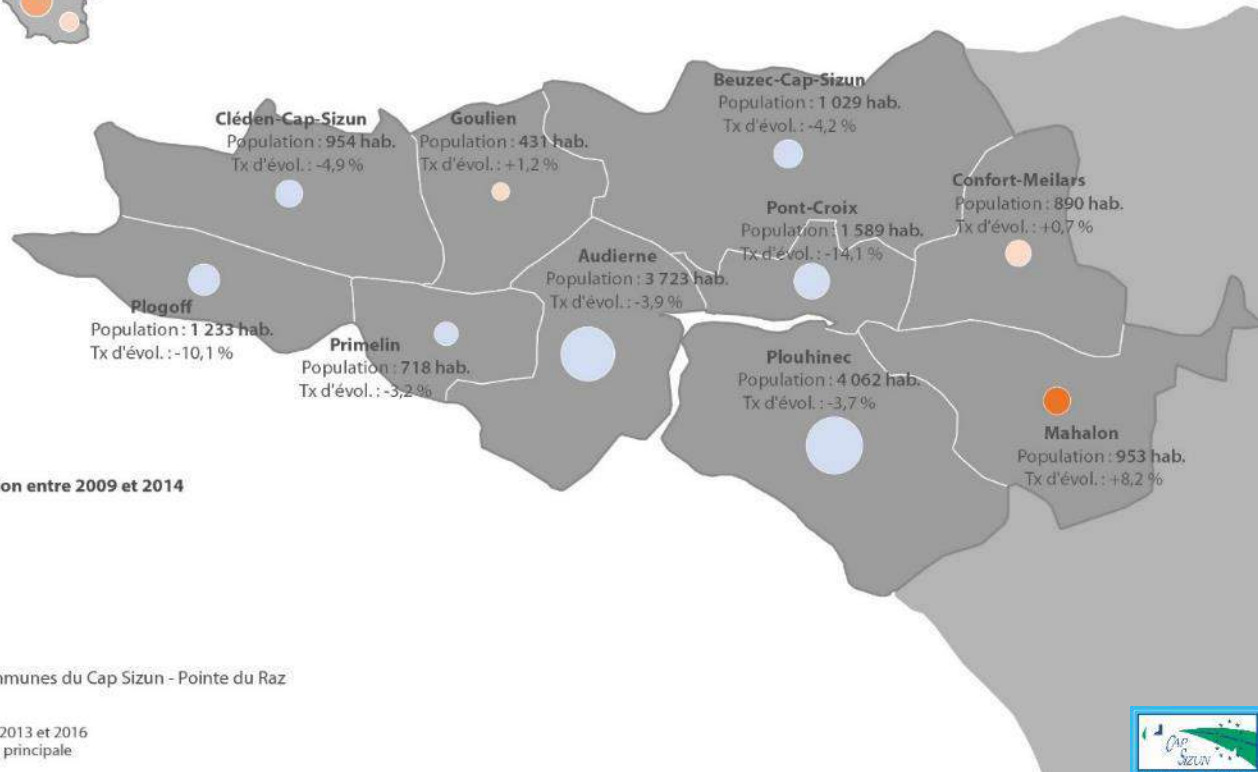 Beuzec-Cap-Sizun
Population : 1 029 hab.
Tx d'évol. : -4,2 %
Cléden-Cap-Sizun
Population : 954 hab.
Tx d'évol. : -4,9 %
Goulien
Population : 431 hab.
Tx d'évol. : +1,2 %
Confort-Meilars
Population : 890 hab.
Tx d'évol. : +0,7 %
Pont-Croix
Population : 1 589 hab.
Tx d'évol. : -14,1 %
Audierne
Population : 3 723 hab.
Tx d'évol. : -3,9 %
Plogoff
Population : 1 233 hab.
Tx d'évol. : -10,1 %
Primelin
Population : 718 hab.
Tx d'évol. : -3,2 %
Plouhinec
Population : 4 062 hab.
Tx d'évol. : -3,7 %
Mahalon
Population : 953 hab.
Tx d'évol. : +8,2 %
on entre 2009 et 2014
mmunes du Cap Sizun - Pointe du Raz
2013 et 2016
principale
CAP
SIZUN